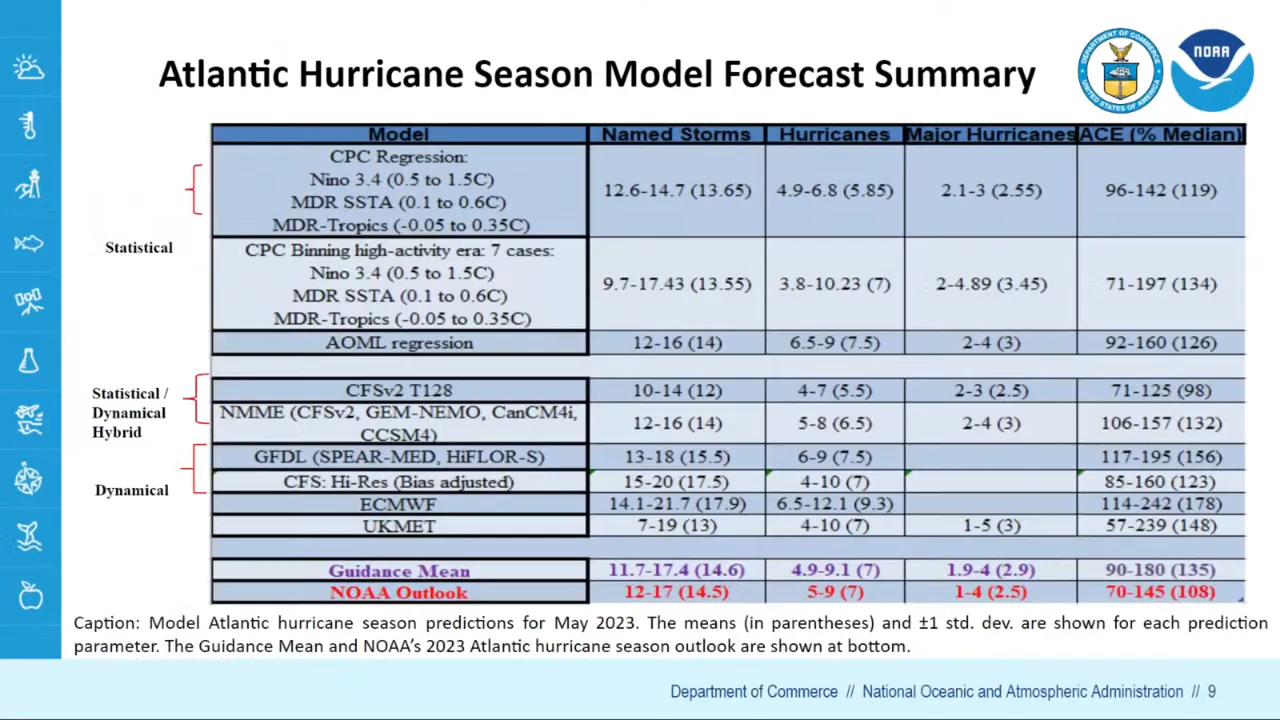 Atlantic Hurricane Season Model Forecast Summary
DEPARTMENT OF COMMERCE
UNITED STATES OF AMERICA
NOAA
Model Named Storms Hurricanes Major Hurricanes ACE (% Median)
CPC Regression:
Nino 3.4 (0.5 to 1.5C)
MDR SSTA (0.1 to 0.6C)
MDR-Tropics (-0.05 to 0.35C)
12.6-14.7 (13.65) 4.9-6.8 (5.85) 2.1-3 (2.55) 96-142 (119)
Statistical
CPC Binning high-activity era: 7 cases:
Nino 3.4 (0.5 to 1.5C)
MDR SSTA (0.1 to 0.6C)
MDR-Tropics (-0.05 to 0.35C)
9.7-17.43 (13.55) 3.8-10.23 (7) 2-4.89 (3.45) 71-197 (134)
AOML regression 12-16 (14) 6.5-9 (7.5) 2-4 (3) 92-160 (126)
Statistical /
Dynamical
Hybrid
CFSv2 T128 10-14 (12) 4-7 (5.5) 2-3 (2.5) 71-125 (98)
NMME (CFSv2, GEM-NEMO, CanCM4i,
CCSM4)
12-16 (14) 5-8 (6.5) 2-4 (3) 106-157 (132)
Dynamical
GFDL (SPEAR-MED, HiFLOR-S) 13-18 (15.5) 6-9 (7.5) 117-195 (156)
CFS: Hi-Res (Bias adjusted) 15-20 (17.5) 4-10 (7) 85-160 (123)
ECMWF 14.1-21.7 (17.9) 6.5-12.1 (9.3) 114-242 (178)
UKMET 7-19 (13) 4-10 (7) 1-5 (3) 57-239 (148)
Guidance Mean 11.7-17.4 (14.6) 4.9-9.1 (7) 1.9-4 (2.9) 90-180 (135)
NOAA Outlook 12-17 (14.5) 5-9 (7) 1-4 (2.5) 70-145 (108)
Caption: Model Atlantic hurricane season predictions for May 2023. The means (in parentheses) and ±1 std. dev. are shown for each prediction
parameter. The Guidance Mean and NOAA's 2023 Atlantic hurricane season outlook are shown at bottom.
Department of Commerce // National Oceanic and Atmospheric Administration // 9